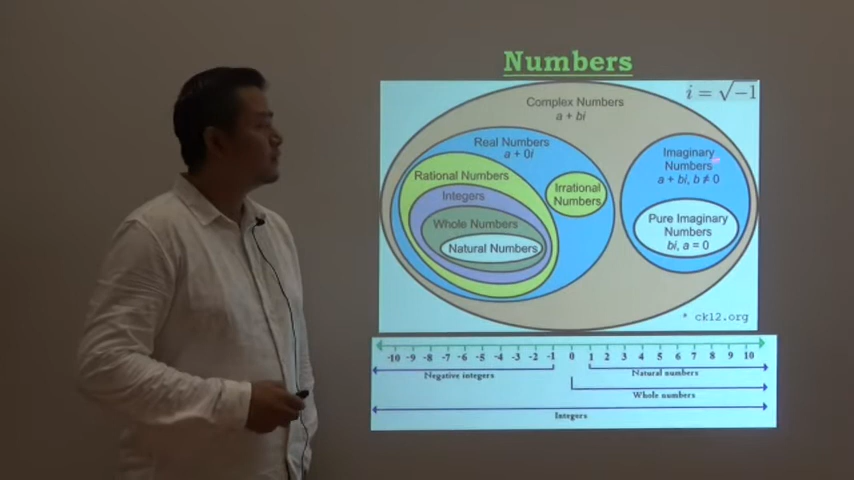 Numbers
i = √−1
Complex Numbers
a + bi
Real Numbers
a + 0i
Rational Numbers
Integers
Whole Numbers
Natural Numbers
Irrational
Numbers
Imaginary
Numbers
a + bi, b ≠ 0
Pure Imaginary
Numbers
bi, a = 0
* ck12.org
-10 -9 -8 -7 -6 -5 -4 -3 -2 -1 0 1 2 3 4 5 6 7 8 9 10
Negative integers
Natural numbers
Whole numbers
Integers